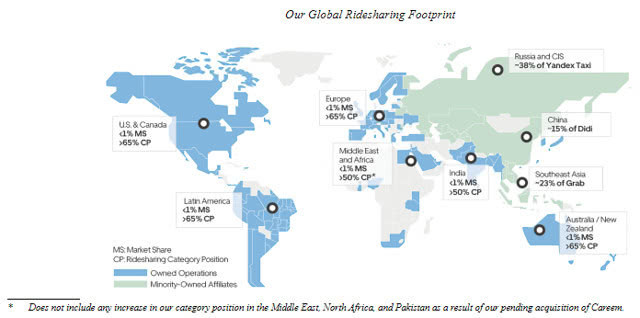 Our Global Ridesharing Footprint
Russia and CIS
~38% of Yandex Taxi
Europe
<1% MS
>65% CP
China
~15% of Didi
U.S. & Canada
<1% MS
>65% CP
Middle East
and Africa
<1% MS
>50% CP*
India
<1% MS
>50% CP
Southeast Asia
~23% of Grab
Latin America
<1% MS
>65% CP
Australia / New
Zealand
<1% MS
>65% CP
MS: Market Share
CP: Ridesharing Category Position
Owned Operations
Minority-Owned Affiliates
* Does not include any increase in our category position in the Middle East, North Africa, and Pakistan as a result of our pending acquisition of Careem.